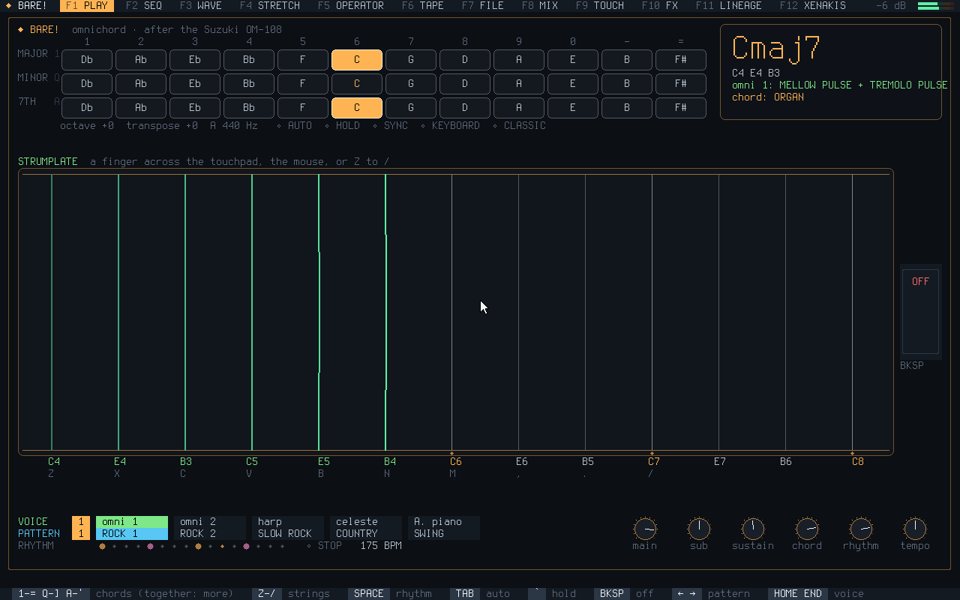 ◆ BARE! F1 PLAY F2 SEQ F3 WAVE F4 STRETCH F5 OPERATOR F6 TAPE F7 FILE F8 MIX F9 TOUCH F10 FX F11 LINEAGE F12 XENAKIS -6 dB
◆ BARE! omnichord · after the Suzuki OM-108
1 2 3 4 5 6 7 8 9 0 - =
MAJOR Db Ab Eb Bb F C G D A E B F#
MINOR Db Ab Eb Bb F C G D A E B F#
7TH Db Ab Eb Bb F C G D A E B F#
octave +0 transpose +0 A 440 Hz AUTO HOLD SYNC KEYBOARD CLASSIC
Cmaj7
C4 E4 B3
omni 1: MELLOW PULSE + TREMOLO PULSE
chord: ORGAN
STRUMPLATE a finger across the touchpad, the mouse, or Z to /
OFF
BKSP
C4 E4 B3 C5 E5 B4 C6 E6 B5 C7 E7 B6 C8
Z X C V B N M , . /
VOICE 1 omni 1 omni 2 harp celeste A. piano
PATTERN 1 ROCK 1 ROCK 2 SLOW ROCK COUNTRY SWING
RHYTHM STOP 175 BPM
main sub sustain chord rhythm tempo
1-= Q-] A-' chords (together: more) Z-/ strings SPACE rhythm TAB auto ` hold BKSP off ← → pattern HOME END voice